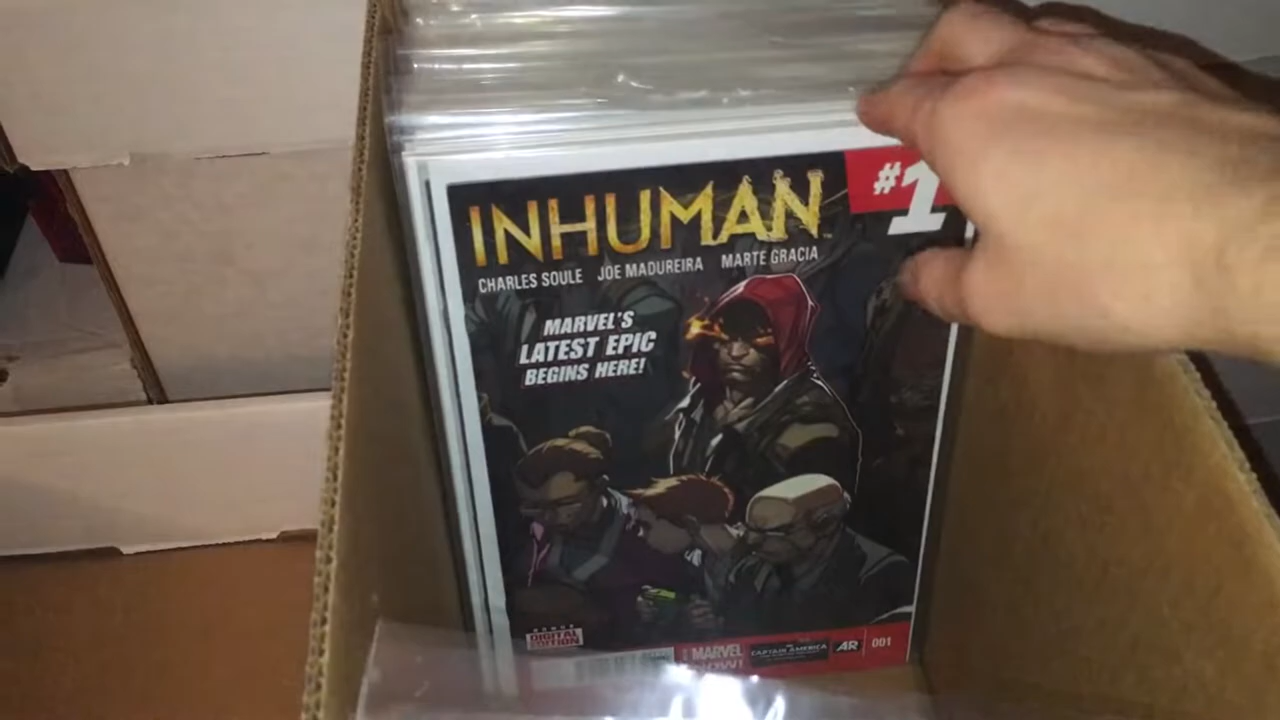 INHUMAN
#1
CHARLES SOULE JOE MADUREIRA MARTE GRACIA
MARVEL'S
LATEST EPIC
BEGINS HERE!
DIGITAL
EDITION
MARVEL
NOW!
CAPTAIN AMERICA
AR
001